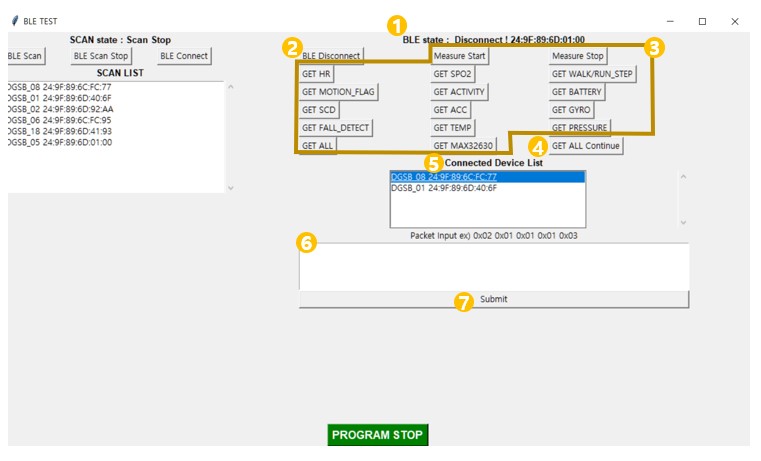 BLE TEST
1
SCAN state : Scan Stop
BLE state : Disconnect ! 24:9F:89:6D:01:00
2
3
BLE Scan
BLE Scan Stop
BLE Connect
BLE Disconnect
Measure Start
Measure Stop
SCAN LIST
GET HR
GET SPO2
GET WALK/RUN_STEP
DGSB_08 24:9F:89:6C:FC:77
DGSB_01 24:9F:89:6D:40:6F
DGSB_02 24:9F:89:6D:92:AA
DGSB_06 24:9F:89:6C:FC:95
DGSB_18 24:9F:89:6D:41:93
DGSB_05 24:9F:89:6D:01:00
GET MOTION_FLAG
GET ACTIVITY
GET BATTERY
GET SCD
GET ACC
GET GYRO
GET FALL_DETECT
GET TEMP
GET PRESSURE
GET ALL
GET MAX32630
4
GET ALL Continue
5
Connected Device List
DGSB_08 24:9F:89:6C:FC:77
DGSB_01 24:9F:89:6D:40:6F
Packet Input ex) 0x02 0x01 0x01 0x01 0x03
6
7
Submit
PROGRAM STOP